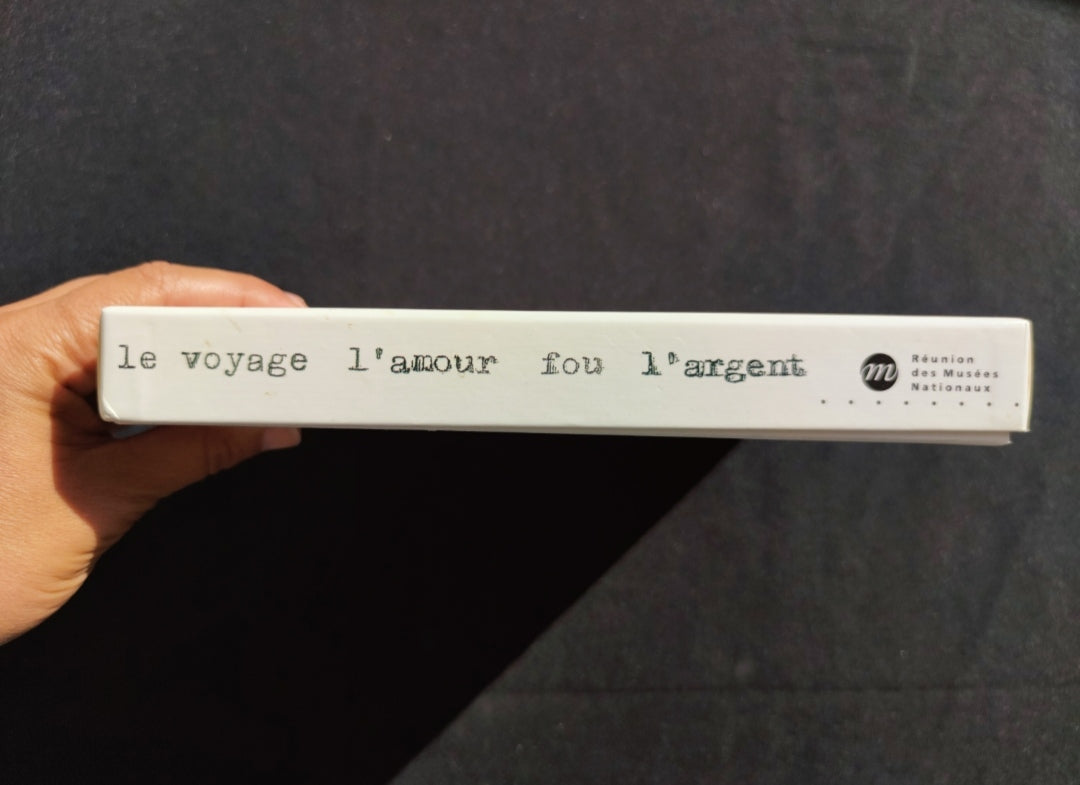 le voyage l'amour fou l'argent
m
Réunion
des Musées
Nationaux